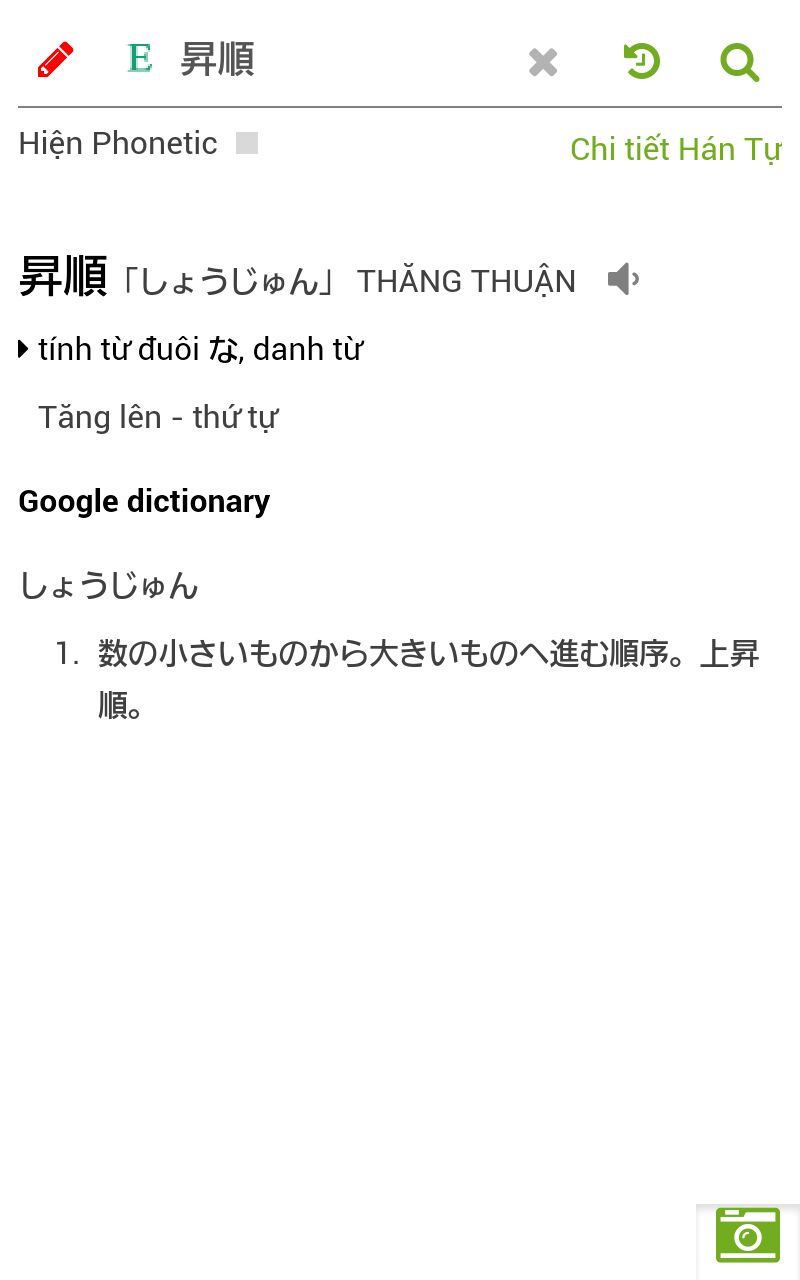 E 昇順
Hiện Phonetic
Chi tiết Hán Tự
昇順「しょうじゅん」 THĂNG THUẬN
tính từ đuôi な, danh từ
Tăng lên - thứ tự
Google dictionary
しょうじゅん
1. 数の小さいものから大きいものへ進む順序。上昇
順。